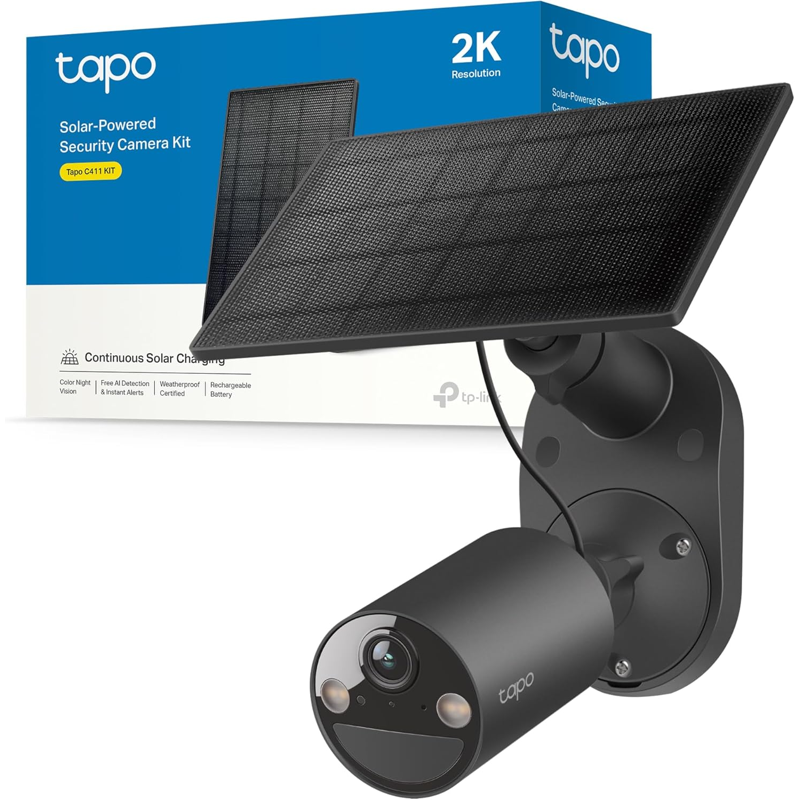 tapo
2K
Resolution
Solar-Powered
Security Camera Kit
Tapo C411 KIT
Continuous Solar Charging
Color Night
Vision
Free AI Detection
& Instant Alerts
Weatherproof
Certified
Rechargeable
Battery
tp-link
tapo
Solar-Powered
tapo